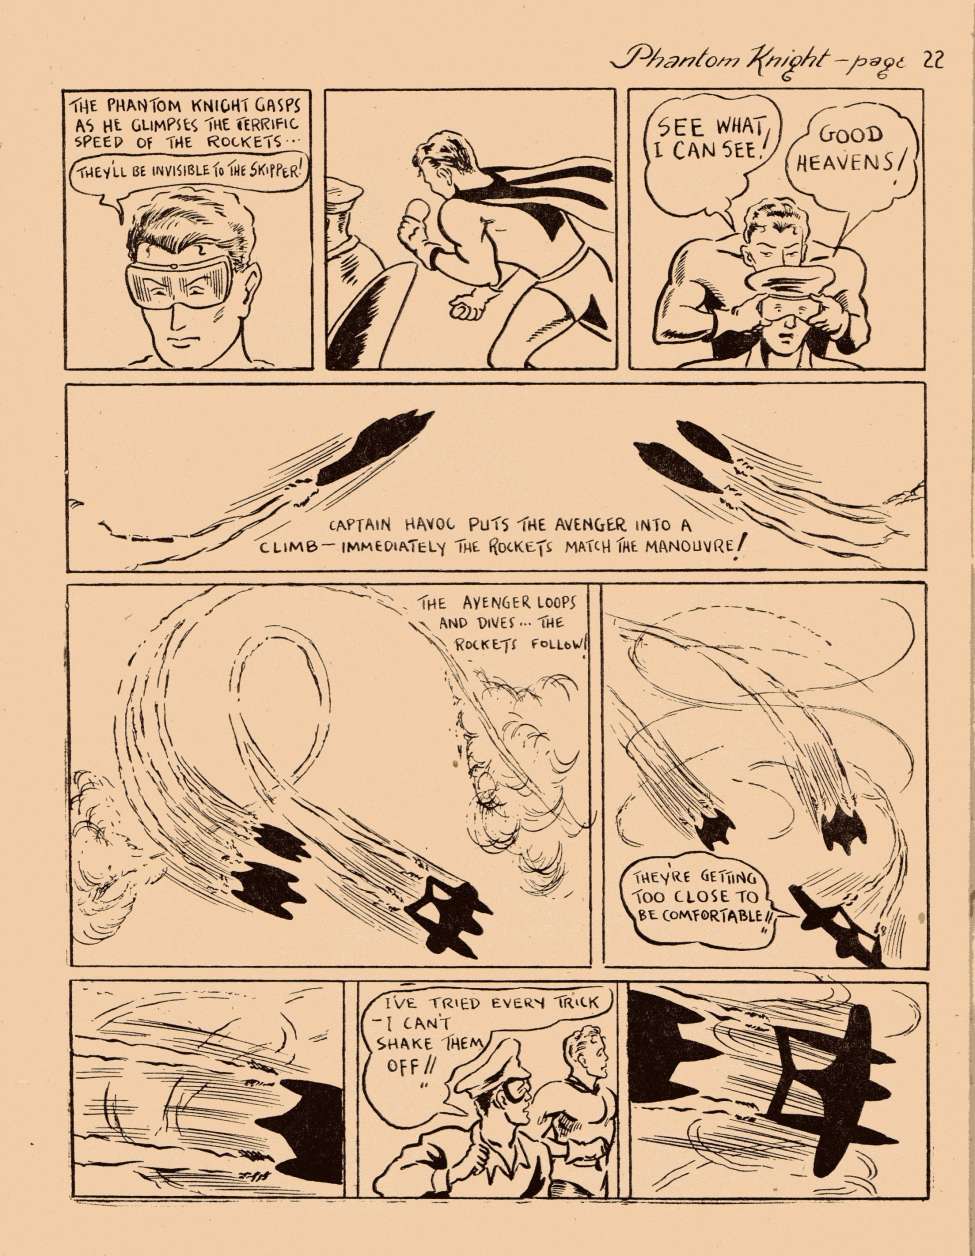 Phantom Knight – page 22
THE PHANTOM KNIGHT GASPS
AS HE GLIMPSES THE TERRIFIC
SPEED OF THE ROCKETS...
THEY'LL BE INVISIBLE TO THE SKIPPER!
SEE WHAT
I CAN SEE!
GOOD
HEAVENS!
CAPTAIN HAVOC PUTS THE AVENGER INTO A
CLIMB – IMMEDIATELY THE ROCKETS MATCH THE MANOUVRE!
THE AVENGER LOOPS
AND DIVES... THE
ROCKETS FOLLOW!
THEY'RE GETTING
TOO CLOSE TO
BE COMFORTABLE!!
I'VE TRIED EVERY TRICK
– I CAN'T
SHAKE THEM
OFF!!